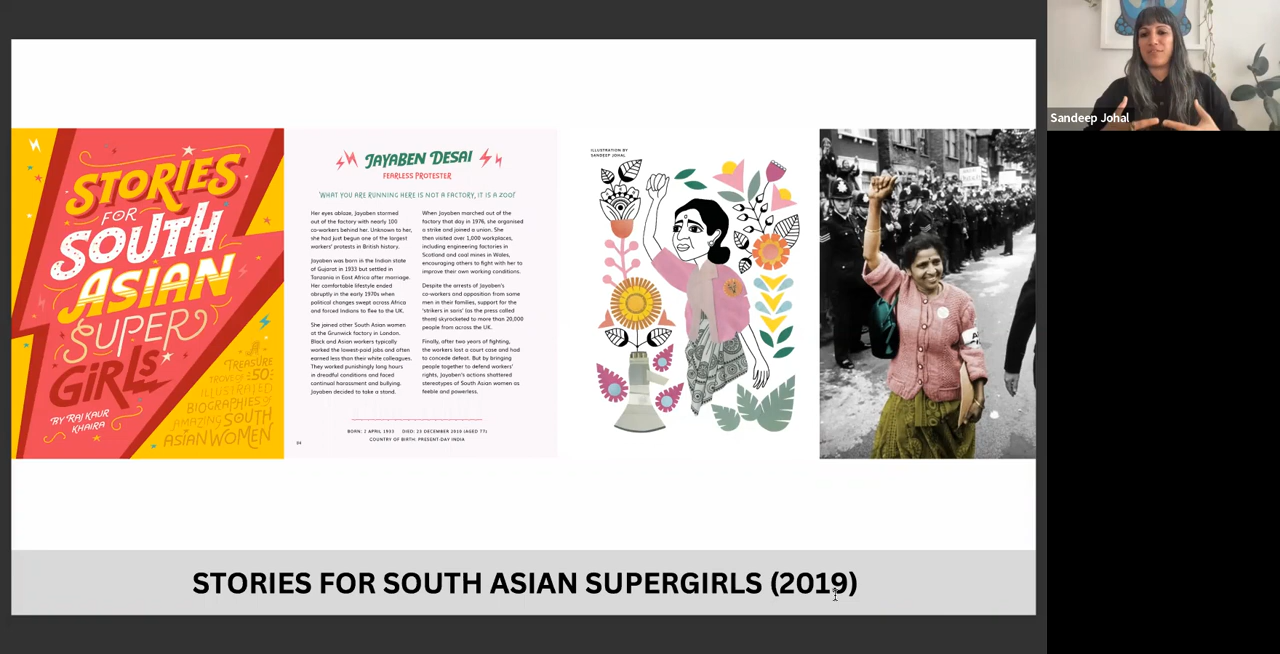 STORIES
FOR
SOUTH
ASIAN
SUPER
GIRLS
BY RAJ KAUR
KHAIRA
A
TREASURE
TROVE OF 50
ILLUSTRATED
BIOGRAPHIES OF
AMAZING SOUTH
ASIAN WOMEN
JAYABEN DESAI
FEARLESS PROTESTER
'WHAT YOU ARE RUNNING HERE IS NOT A FACTORY, IT IS A ZOO!'
Her eyes ablaze, Jayaben stormed
out of the factory with nearly 100
co-workers behind her. Unknown to her,
she had just begun one of the largest
workers' protests in British history.
Jayaben was born in the Indian state
of Gujarat in 1933 but settled in
Tanzania in East Africa after marriage.
Her comfortable lifestyle ended
abruptly in the early 1970s when
political changes swept across Africa
and forced Indians to flee to the UK.
She joined other South Asian women
at the Grunwick factory in London.
Black and Asian workers typically
worked the lowest-paid jobs and often
earned less than their white colleagues.
They worked punishingly long hours
in dreadful conditions and faced
continual harassment and bullying.
Jayaben decided to take a stand.
When Jayaben marched out of the
factory that day in 1976, she organised
a strike and joined a union. She
then visited over 1,000 workplaces,
including engineering factories in
Scotland and coal mines in Wales,
encouraging others to fight with her to
improve their own working conditions.
Despite the arrests of Jayaben's
co-workers and opposition from some
men in their families, support for the
'strikers in saris' (as the press called
them) skyrocketed to more than 20,000
people from across the UK.
Finally, after two years of fighting,
the workers lost a court case and had
to concede defeat. But by bringing
people together to defend workers'
rights, Jayaben's actions shattered
stereotypes of South Asian women as
feeble and powerless.
BORN: 2 APRIL 1933 DIED: 23 DECEMBER 2010 (AGED 77)
COUNTRY OF BIRTH: PRESENT-DAY INDIA
94
ILLUSTRATION BY
SANDEEP JOHAL
STORIES FOR SOUTH ASIAN SUPERGIRLS (2019)
Sandeep Johal